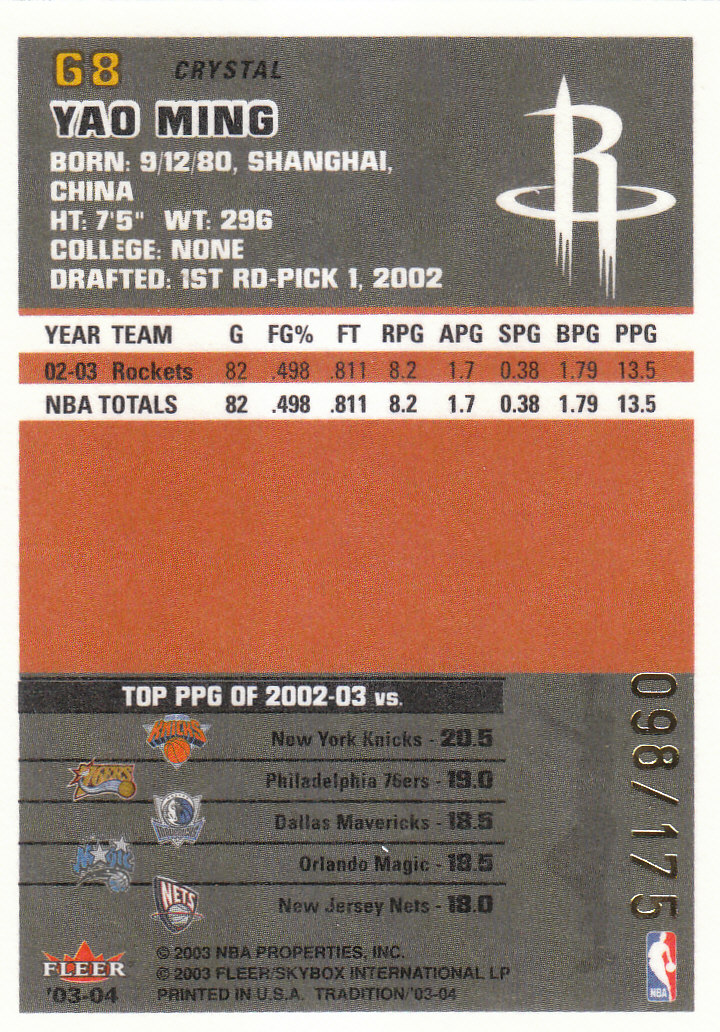 68 CRYSTAL
YAO MING
BORN: 9/12/80, SHANGHAI,
CHINA
HT: 7'5" WT: 296
COLLEGE: NONE
DRAFTED: 1ST RD-PICK 1, 2002
R
YEAR TEAM G FG% FT RPG APG SPG BPG PPG
02-03 Rockets 82 .498 .811 8.2 1.7 0.38 1.79 13.5
NBA TOTALS 82 .498 .811 8.2 1.7 0.38 1.79 13.5
TOP PPG OF 2002-03 vs.
KNICKS
New York Knicks - 20.5
SIXERS
Philadelphia 76ers - 19.0
MAVERICKS
Dallas Mavericks - 18.5
MAGIC
Orlando Magic - 18.5
NETS
New Jersey Nets - 18.0
098/175
FLEER
'03-04
© 2003 NBA PROPERTIES, INC.
© 2003 FLEER/SKYBOX INTERNATIONAL LP
PRINTED IN U.S.A. TRADITION/'03-04
NBA